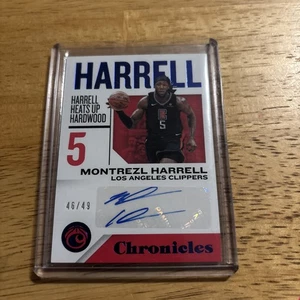 HARRELL
HARRELL
HEATS UP
HARDWOOD
5
5
MONTREZL HARRELL
LOS ANGELES CLIPPERS
46/49
Chronicles